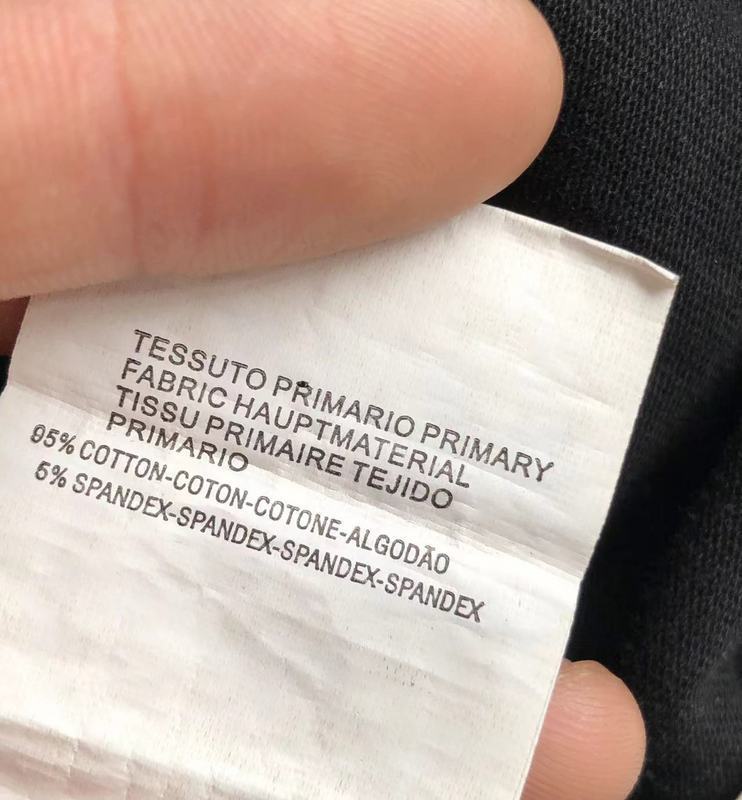 TESSUTO PRIMARIO PRIMARY
FABRIC HAUPTMATERIAL
TISSU PRIMAIRE TEJIDO
PRIMARIO
95% COTTON-COTON-COTONE-ALGODÃO
5% SPANDEX-SPANDEX-SPANDEX-SPANDEX